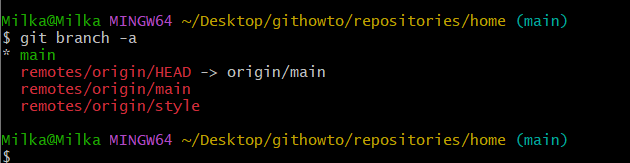 Milka@Milka MINGW64 ~/Desktop/githowto/repositories/home (main)
$ git branch -a
* main
  remotes/origin/HEAD -> origin/main
  remotes/origin/main
  remotes/origin/style
Milka@Milka MINGW64 ~/Desktop/githowto/repositories/home (main)
$